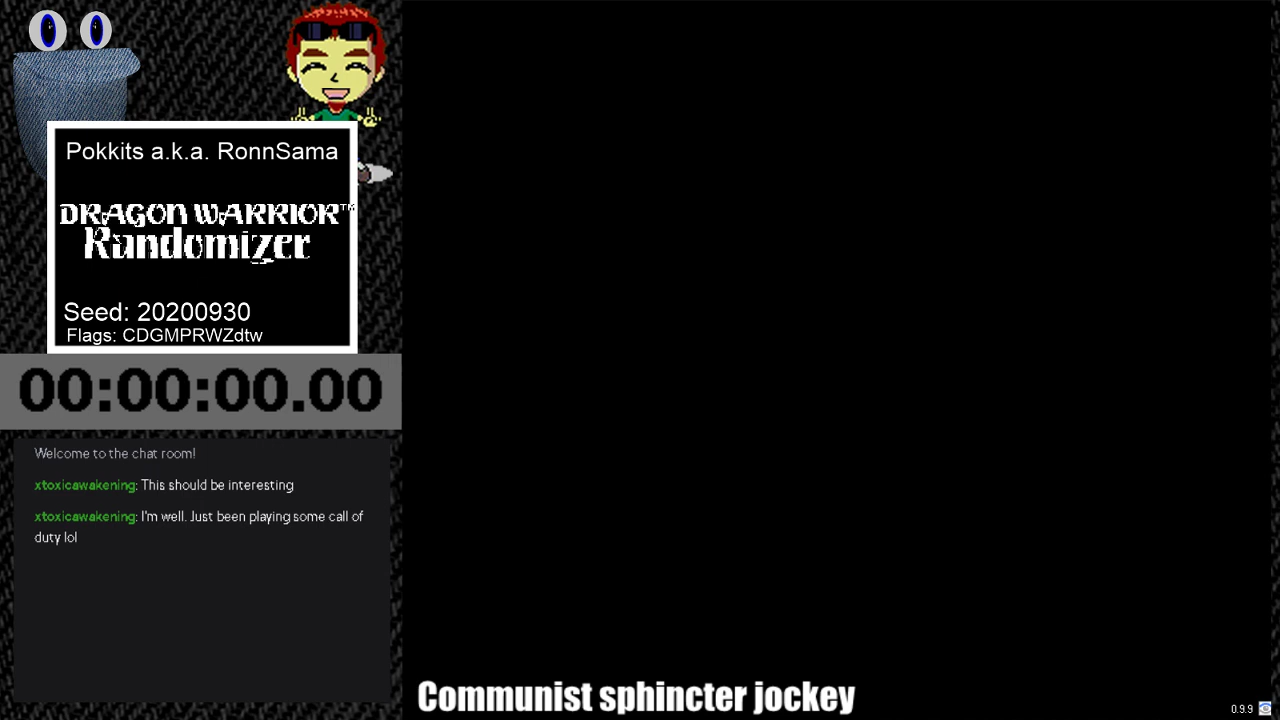 Pokkits a.k.a. RonnSama
DRAGON WARRIOR™
Randomizer
Seed: 20200930
Flags: CDGMPRWZdtw
00:00:00.00
Welcome to the chat room!
xtoxicawakening: This should be interesting
xtoxicawakening: I'm well. Just been playing some call of
duty lol
Communist sphincter jockey
0.9.9